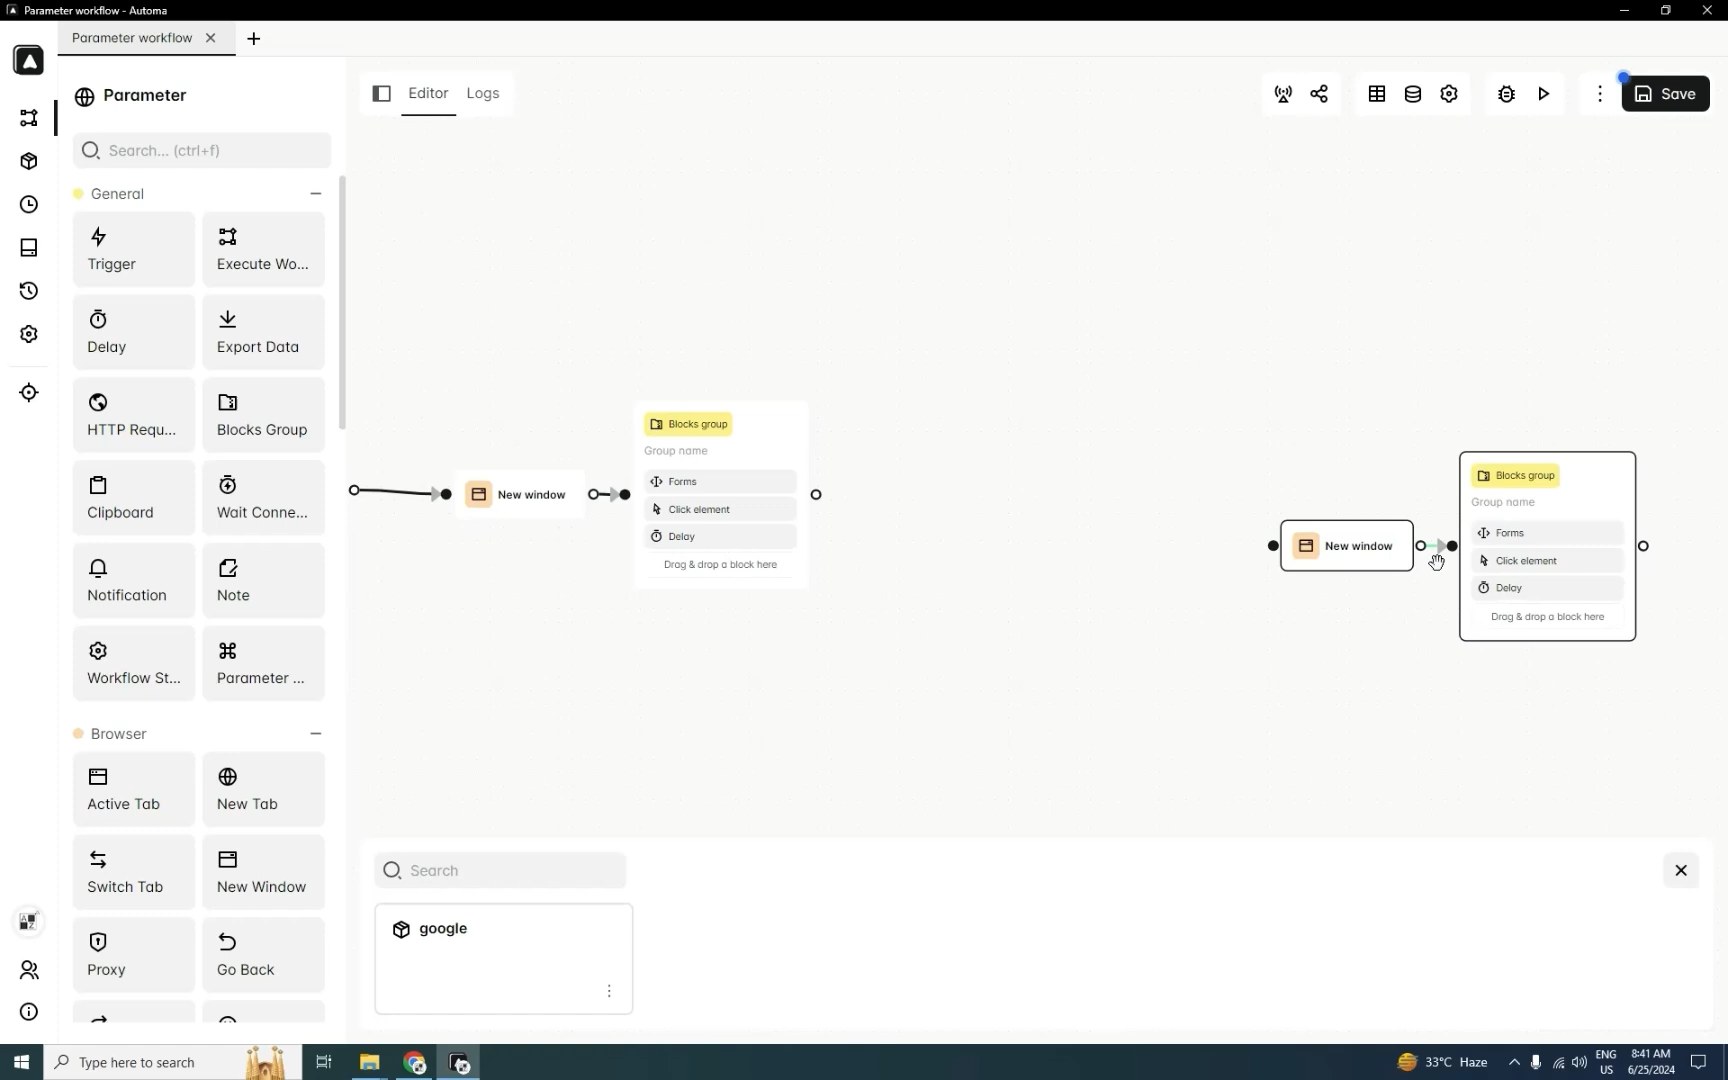 Parameter workflow - Automa
Parameter workflow
Parameter
Search... (ctrl+f)
General
Trigger
Execute Wo...
Delay
Export Data
HTTP Requ...
Blocks Group
Clipboard
Wait Conne...
Notification
Note
Workflow St...
Parameter ...
Browser
Active Tab
New Tab
Switch Tab
New Window
Proxy
Go Back
Editor
Logs
Save
New window
Blocks group
Group name
Forms
Click element
Delay
Drag & drop a block here
New window
Blocks group
Group name
Forms
Click element
Delay
Drag & drop a block here
Search
google
Type here to search
33°C Haze
ENG
US
8:41 AM
6/25/2024